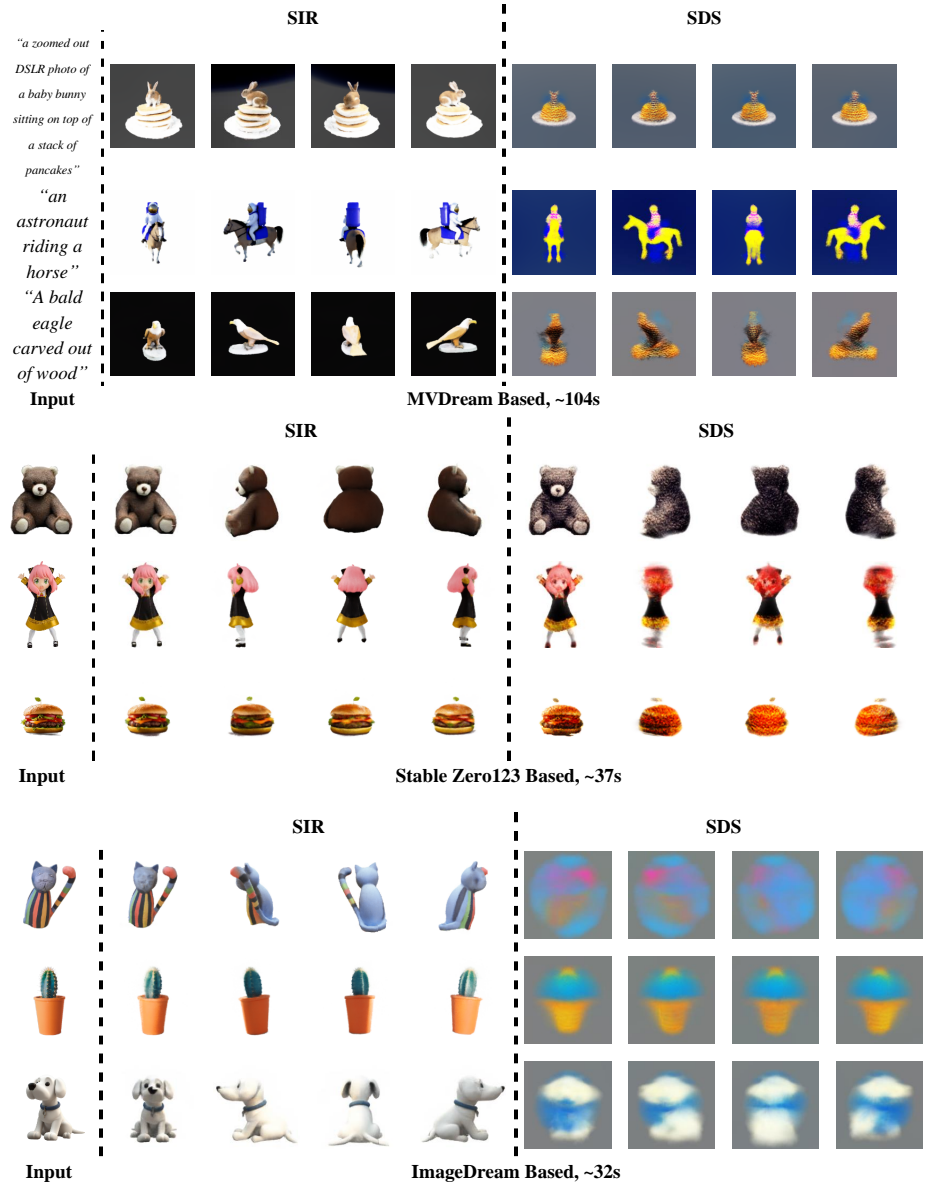 SIR
SDS
“a zoomed out
DSLR photo of
a baby bunny
sitting on top of
a stack of
pancakes”
“an
astronaut
riding a
horse”
“A bald
eagle
carved out
of wood”
Input
MVDream Based, ~104s
SIR
SDS
Input
Stable Zero123 Based, ~37s
SIR
SDS
Input
ImageDream Based, ~32s